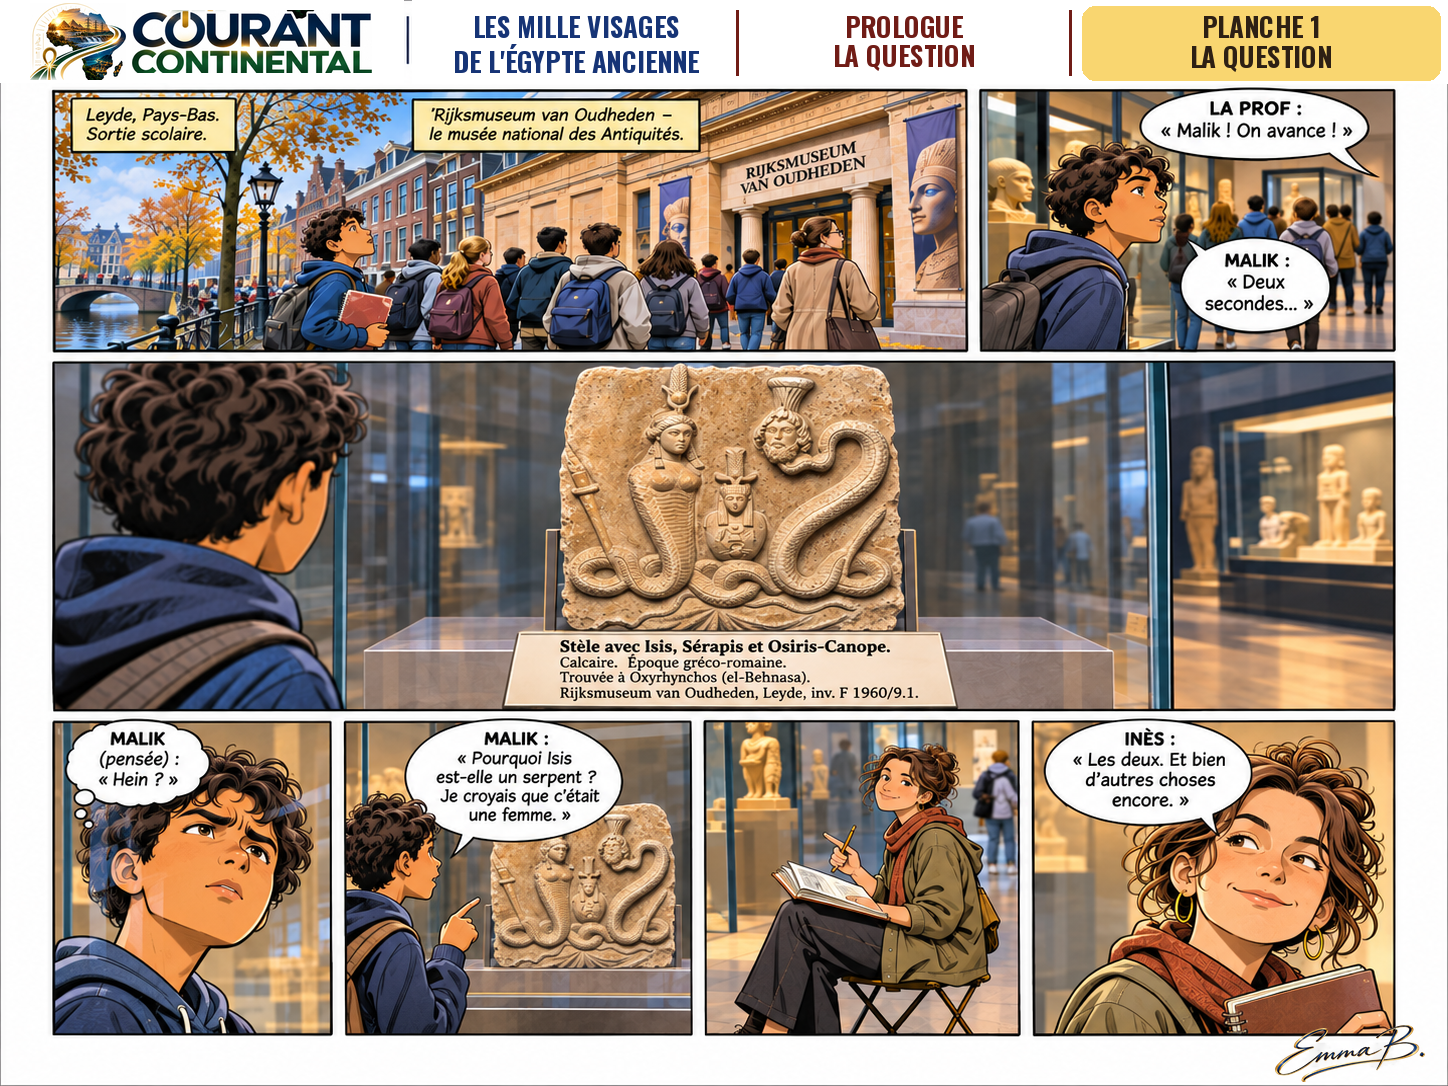 COURANT
CONTINENTAL
LES MILLE VISAGES
DE L'ÉGYPTE ANCIENNE
PROLOGUE
LA QUESTION
PLANCHE 1
LA QUESTION
Leyde, Pays-Bas.
Sortie scolaire.
'Rijksmuseum van Oudheden –
le musée national des Antiquités.
RIJKSMUSEUM
VAN OUDHEDEN
LA PROF :
« Malik ! On avance ! »
MALIK :
« Deux
secondes... »
Stèle avec Isis, Sérapis et Osiris-Canope.
Calcaire. Époque gréco-romaine.
Trouvée à Oxyrhynchos (el-Behnasa).
Rijksmuseum van Oudheden, Leyde, inv. F 1960/9.1.
MALIK
(pensée) :
« Hein ? »
MALIK :
« Pourquoi Isis
est-elle un serpent ?
Je croyais que c'était
une femme. »
INÈS :
« Les deux. Et bien
d'autres choses
encore. »
Emma B.